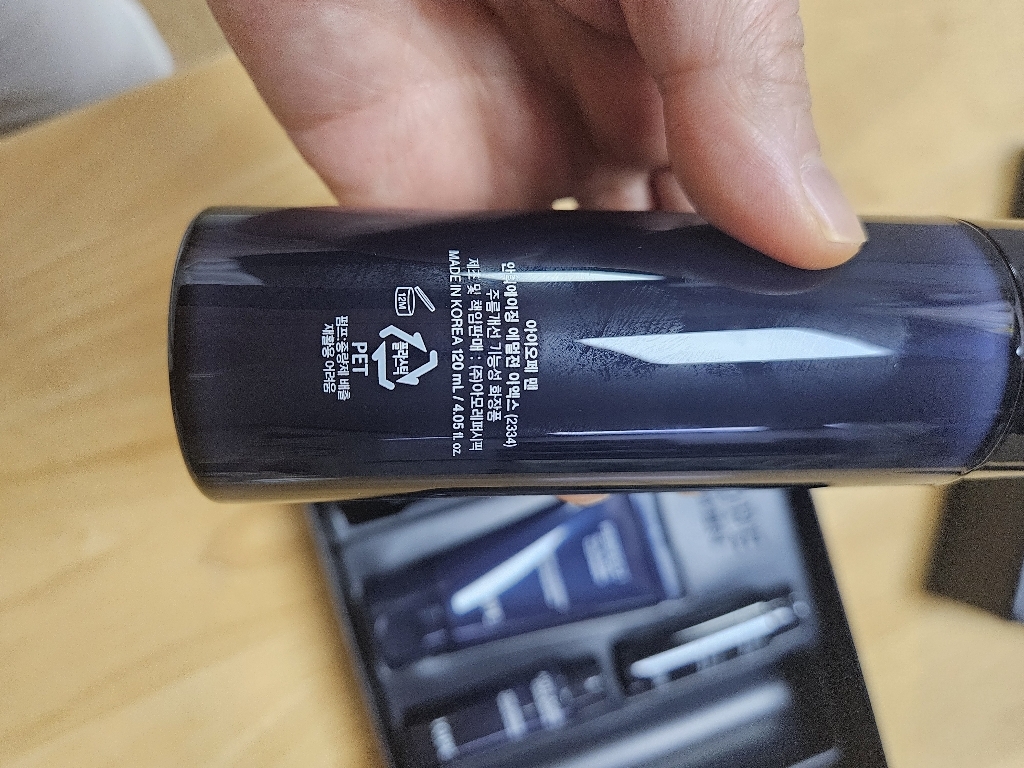 아이오페 맨
안티에이징 에멀전 이엑스 (2334)
주름개선 기능성 화장품
제조 및 책임판매 : (주)아모레퍼시픽
MADE IN KOREA 120 mL / 4.05 fl. oz.
12M
플라스틱
PET
펌프:종량제 배출
재활용 어려움